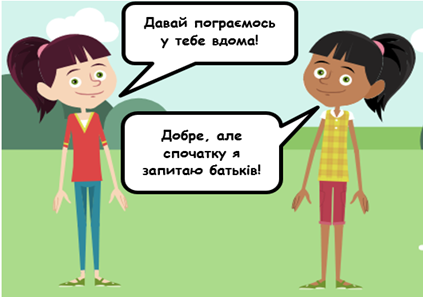 Давай пограємось
у тебе вдома!
Добре, але
спочатку я
запитаю батьків!